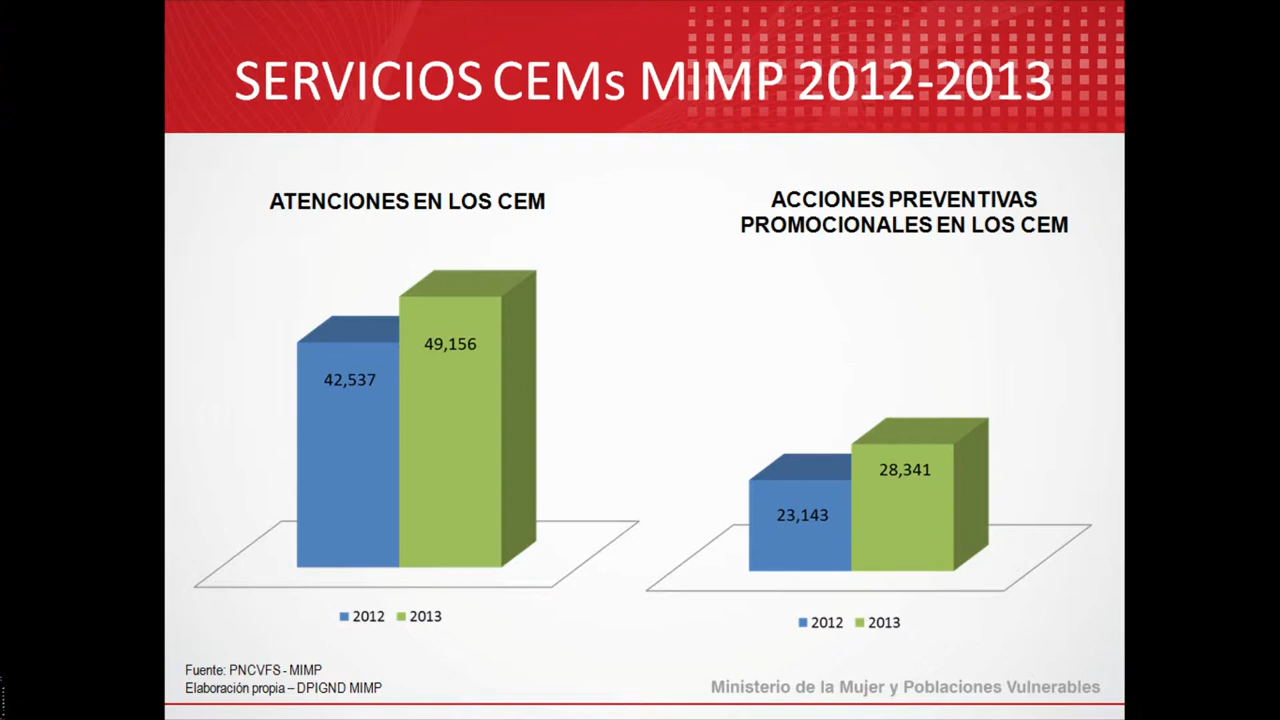 SERVICIOS CEMs MIMP 2012-2013
ATENCIONES EN LOS CEM
42,537
49,156
2012 2013
ACCIONES PREVENTIVAS
PROMOCIONALES EN LOS CEM
23,143
28,341
2012 2013
Fuente: PNCVFS - MIMP
Elaboración propia – DPIGND MIMP
Ministerio de la Mujer y Poblaciones Vulnerables